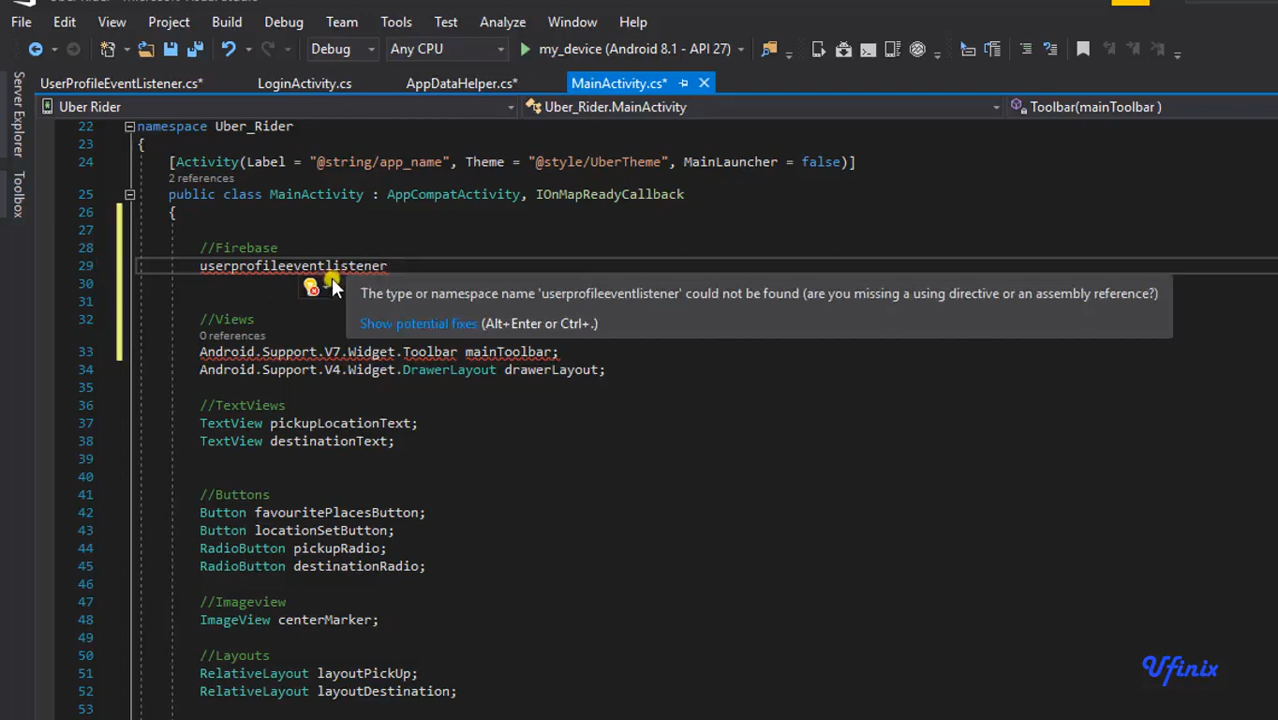 File Edit View Project Build Debug Team Tools Test Analyze Window Help
Debug Any CPU my_device (Android 8.1 - API 27)
UserProfileEventListener.cs* LoginActivity.cs AppDataHelper.cs* MainActivity.cs*
Uber Rider Uber_Rider.MainActivity Toolbar(mainToolbar )
Server Explorer
Toolbox
22 namespace Uber_Rider
23 {
24 [Activity(Label = "@string/app_name", Theme = "@style/UberTheme", MainLauncher = false)]
2 references
25 public class MainActivity : AppCompatActivity, IOnMapReadyCallback
26 {
27
28 //Firebase
29 userprofileeventlistener
30 The type or namespace name 'userprofileeventlistener' could not be found (are you missing a using directive or an assembly reference?)
31 Show potential fixes (Alt+Enter or Ctrl+.)
32 //Views
0 references
33 Android.Support.V7.Widget.Toolbar mainToolbar;
34 Android.Support.V4.Widget.DrawerLayout drawerLayout;
35
36 //TextViews
37 TextView pickupLocationText;
38 TextView destinationText;
39
40
41 //Buttons
42 Button favouritePlacesButton;
43 Button locationSetButton;
44 RadioButton pickupRadio;
45 RadioButton destinationRadio;
46
47 //Imageview
48 ImageView centerMarker;
49
50 //Layouts
51 RelativeLayout layoutPickUp;
52 RelativeLayout layoutDestination;
53
Ufinix